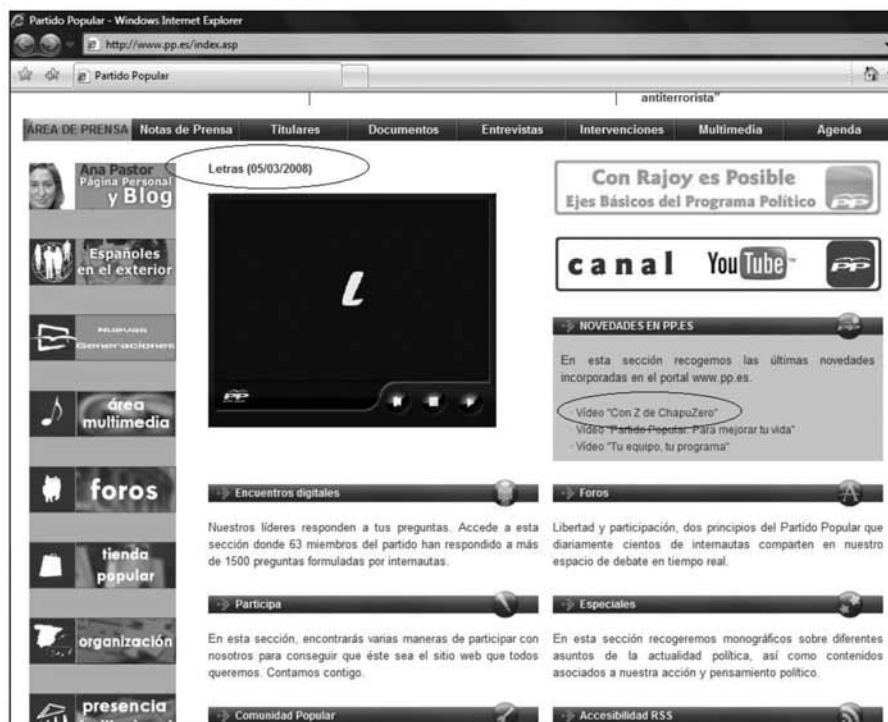 Partido Popular - Windows Internet Explorer
http://www.pp.es/index.asp
Partido Popular
antiterrorista"
ÁREA DE PRENSA Notas de Prensa Titulares Documentos Entrevistas Intervenciones Multimedia Agenda
Ana Pastor
Página Personal
y Blog
Españoles
en el exterior
Nuevas
Generaciones
área
multimedia
foros
tienda
popular
organización
presencia
Letras (05/03/2008)
L
PP
Con Rajoy es Posible
Ejes Básicos del Programa Político
PP
canal YouTube PP
NOVEDADES EN PP.ES
En esta sección recogemos las últimas novedades
incorporadas en el portal www.pp.es.
· Vídeo "Con Z de ChapuZero"
· Vídeo "Partido Popular. Para mejorar tu vida"
· Vídeo "Tu equipo, tu programa"
Encuentros digitales
Nuestros líderes responden a tus preguntas. Accede a esta
sección donde 63 miembros del partido han respondido a más
de 1500 preguntas formuladas por internautas.
Foros
Libertad y participación, dos principios del Partido Popular que
diariamente cientos de internautas comparten en nuestro
espacio de debate en tiempo real.
Participa
En esta sección, encontrarás varias maneras de participar con
nosotros para conseguir que éste sea el sitio web que todos
queremos. Contamos contigo.
Especiales
En esta sección recogeremos monográficos sobre diferentes
asuntos de la actualidad política, así como contenidos
asociados a nuestra acción y pensamiento político.
Comunidad Popular
Accesibilidad RSS